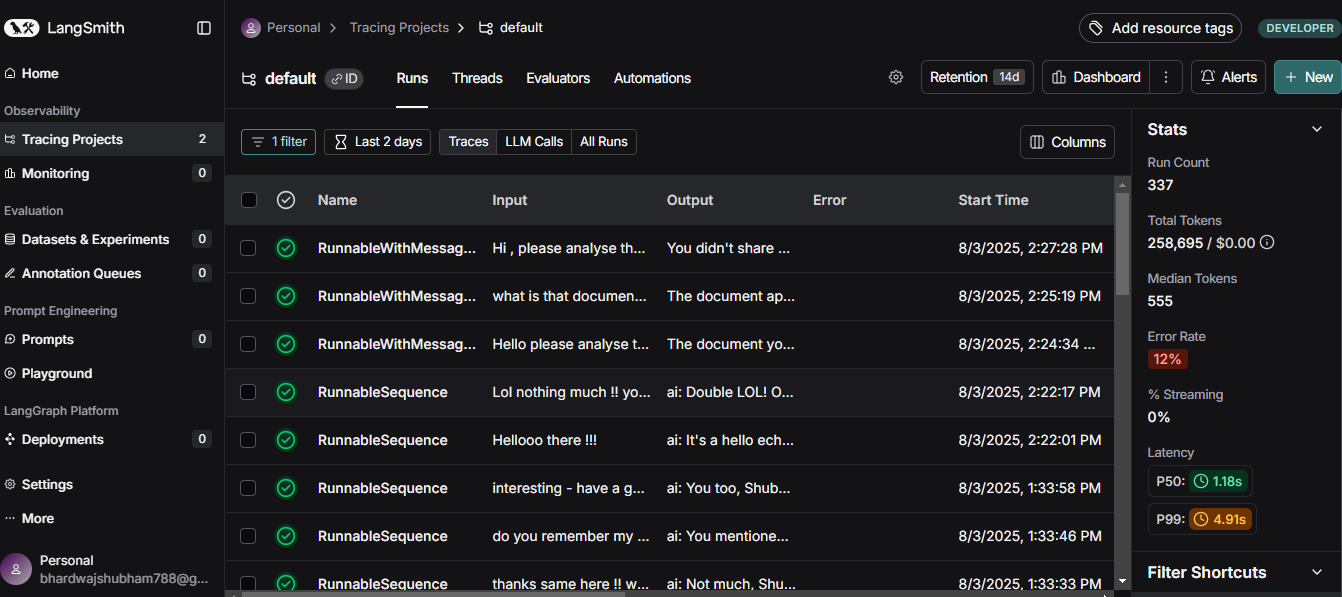 LangSmith
Personal > Tracing Projects > default
Add resource tags
DEVELOPER
default
ID
Runs
Threads
Evaluators
Automations
Retention 14d
Dashboard
Alerts
+ New
Home
Observability
Tracing Projects 2
Monitoring 0
Evaluation
Datasets & Experiments 0
Annotation Queues 0
Prompt Engineering
Prompts 0
Playground
LangGraph Platform
Deployments 0
Settings
More
Personal
bhardwajshubham788@g...
1 filter
Last 2 days
Traces
LLM Calls
All Runs
Columns
Name Input Output Error Start Time
RunnableWithMessag... Hi , please analyse th... You didn't share ... 8/3/2025, 2:27:28 PM
RunnableWithMessag... what is that documen... The document ap... 8/3/2025, 2:25:19 PM
RunnableWithMessag... Hello please analyse t... The document yo... 8/3/2025, 2:24:34 ...
RunnableSequence Lol nothing much !! yo... ai: Double LOL! O... 8/3/2025, 2:22:17 PM
RunnableSequence Hellooo there !!! ai: It's a hello ech... 8/3/2025, 2:22:01 PM
RunnableSequence interesting - have a g... ai: You too, Shub... 8/3/2025, 1:33:58 PM
RunnableSequence do you remember my ... ai: You mentione... 8/3/2025, 1:33:46 PM
RunnableSequence thanks same here !! w... ai: Not much, Shu... 8/3/2025, 1:33:33 PM
Stats
Run Count
337
Total Tokens
258,695 / $0.00
Median Tokens
555
Error Rate
12%
% Streaming
0%
Latency
P50: 1.18s
P99: 4.91s
Filter Shortcuts